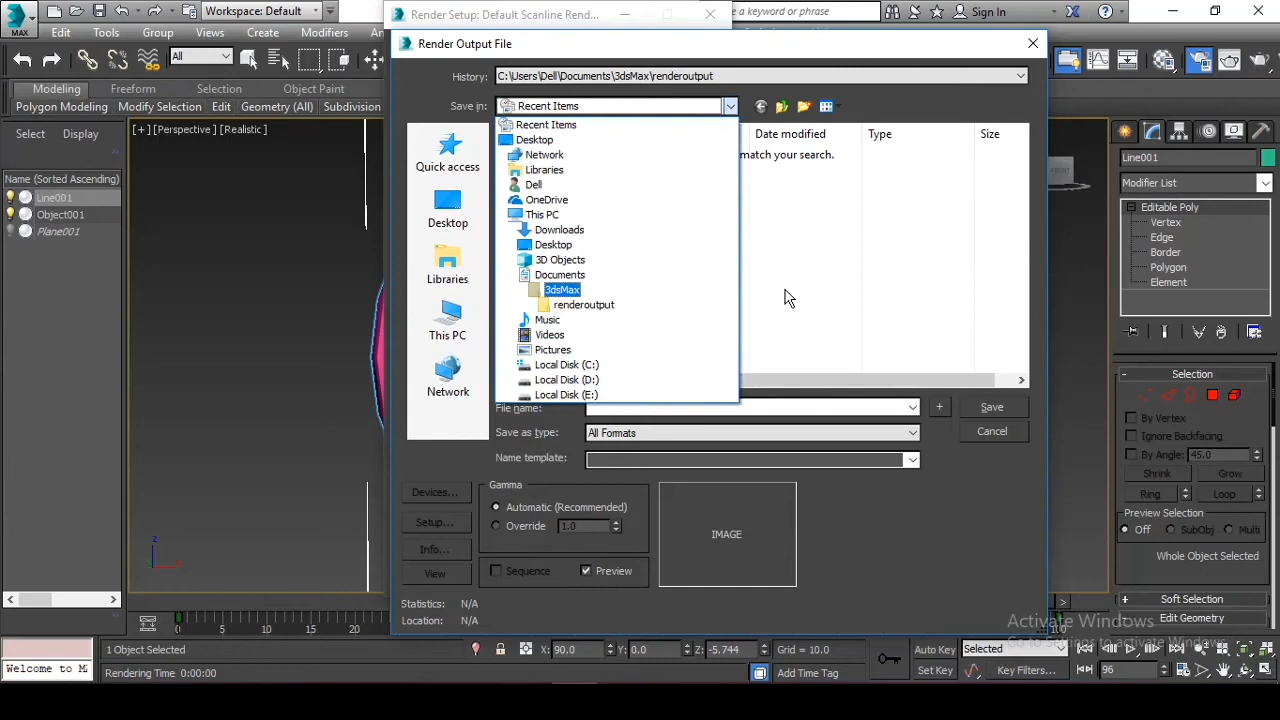 MAX
Workspace: Default
Render Setup: Default Scanline Rend...
a keyword or phrase
Sign In
Edit
Tools
Group
Views
Create
Modifiers
Anim
Render Output File
All
History:
C:\Users\Dell\Documents\3dsMax\renderoutput
Modeling
Freeform
Selection
Object Paint
Save in:
Recent Items
Polygon Modeling
Modify Selection
Edit
Geometry (All)
Subdivision
Select
Display
[+] [Perspective] [Realistic]
Recent Items
Desktop
Network
Libraries
Dell
OneDrive
This PC
Downloads
Desktop
3D Objects
Documents
3dsMax
renderoutput
Music
Videos
Pictures
Local Disk (C:)
Local Disk (D:)
Local Disk (E:)
Date modified
Type
Size
match your search.
Quick access
Desktop
Libraries
This PC
Network
Name (Sorted Ascending)
Line001
Object001
Plane001
FRONT
Line001
Modifier List
Editable Poly
Vertex
Edge
Border
Polygon
Element
File name:
Save
Save as type:
All Formats
Cancel
Name template:
Devices...
Setup...
Info...
View
Gamma
Automatic (Recommended)
Override
1.0
IMAGE
Sequence
Preview
Statistics:
N/A
Location:
N/A
Selection
By Vertex
Ignore Backfacing
By Angle:
45.0
Shrink
Grow
Ring
Loop
Preview Selection
Off
SubObj
Multi
Whole Object Selected
Soft Selection
Edit Geometry
Activate Windows
Go to Settings to activate Windows.
0
5
10
15
20
100
Welcome to M
1 Object Selected
X:
90.0
Y:
0.0
Z:
-5.744
Grid = 10.0
Auto Key
Selected
Rendering Time 0:00:00
Add Time Tag
Set Key
Key Filters...
96